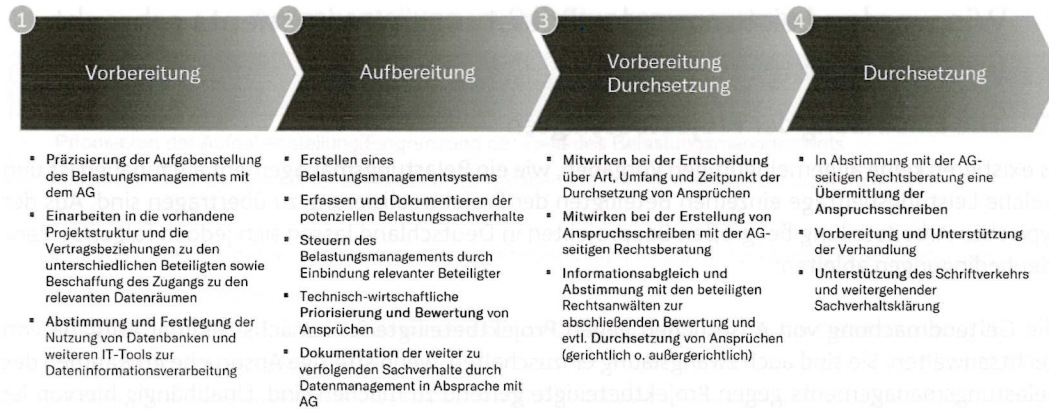 1
Vorbereitung
2
Aufbereitung
3
Vorbereitung
Durchsetzung
4
Durchsetzung
▪ Präzisierung der Aufgabenstellung
des Belastungsmanagements mit
dem AG
▪ Einarbeiten in die vorhandene
Projektstruktur und die
Vertragsbeziehungen zu den
unterschiedlichen Beteiligten sowie
Beschaffung des Zugangs zu den
relevanten Datenräumen
▪ Abstimmung und Festlegung der
Nutzung von Datenbanken und
weiteren IT-Tools zur
Dateninformationsverarbeitung
▪ Erstellen eines
Belastungsmanagementsystems
▪ Erfassen und Dokumentieren der
potenziellen Belastungssachverhalte
▪ Steuern des
Belastungsmanagements durch
Einbindung relevanter Beteiligter
▪ Technisch-wirtschaftliche
Priorisierung und Bewertung von
Ansprüchen
▪ Dokumentation der weiter zu
verfolgenden Sachverhalte durch
Datenmanagement in Absprache mit
AG
▪ Mitwirken bei der Entscheidung
über Art, Umfang und Zeitpunkt der
Durchsetzung von Ansprüchen
▪ Mitwirken bei der Erstellung von
Anspruchsschreiben mit der AG-
seitigen Rechtsberatung
▪ Informationsabgleich und
Abstimmung mit den beteiligten
Rechtsanwälten zur
abschließenden Bewertung und
evtl. Durchsetzung von Ansprüchen
(gerichtlich o. außergerichtlich)
▪ In Abstimmung mit der AG-
seitigen Rechtsberatung eine
Übermittlung der
Anspruchsschreiben
▪ Vorbereitung und Unterstützung
der Verhandlung
▪ Unterstützung des Schriftverkehrs
und weitergehender
Sachverhaltsklärung